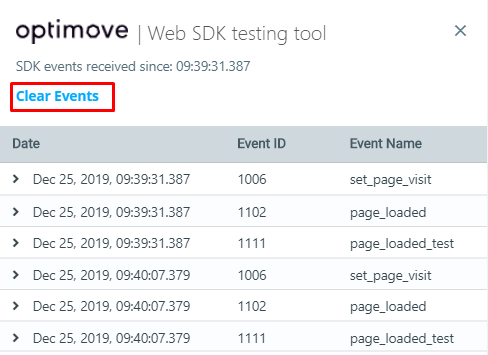 optimove | Web SDK testing tool
SDK events received since: 09:39:31.387
Clear Events
Date Event ID Event Name
Dec 25, 2019, 09:39:31.387 1006 set_page_visit
Dec 25, 2019, 09:39:31.387 1102 page_loaded
Dec 25, 2019, 09:39:31.387 1111 page_loaded_test
Dec 25, 2019, 09:40:07.379 1006 set_page_visit
Dec 25, 2019, 09:40:07.379 1102 page_loaded
Dec 25, 2019, 09:40:07.379 1111 page_loaded_test